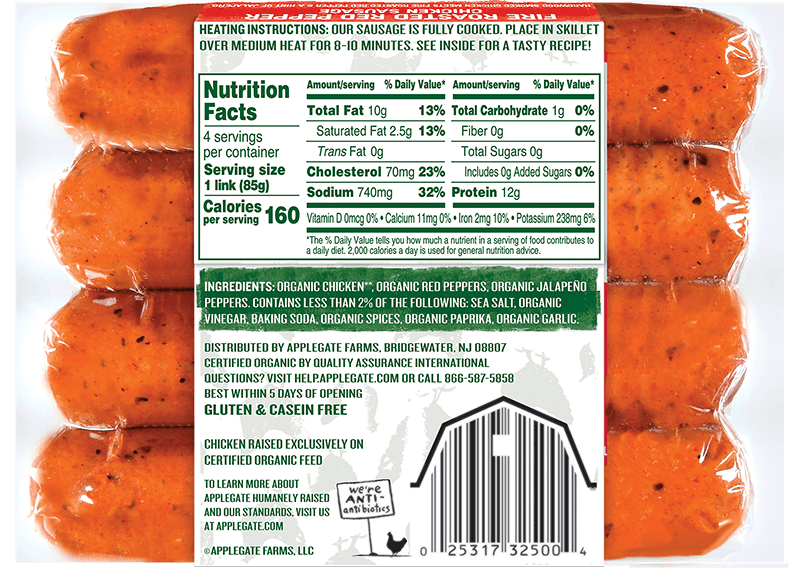 HARDWOOD SMOKED CHICKEN MEETS FIRE ROASTED RED PEPPER & A HINT OF JALAPEÑO
FIRE ROASTED RED PEPPER
CHICKEN SAUSAGE
HEATING INSTRUCTIONS: OUR SAUSAGE IS FULLY COOKED. PLACE IN SKILLET
OVER MEDIUM HEAT FOR 8-10 MINUTES. SEE INSIDE FOR A TASTY RECIPE!
Nutrition
Facts
4 servings
per container
Serving size
1 link (85g)
Calories
per serving 160
Amount/serving % Daily Value*
Total Fat 10g 13%
Saturated Fat 2.5g 13%
Trans Fat 0g
Cholesterol 70mg 23%
Sodium 740mg 32%
Amount/serving % Daily Value*
Total Carbohydrate 1g 0%
Fiber 0g 0%
Total Sugars 0g
Includes 0g Added Sugars 0%
Protein 12g
Vitamin D 0mcg 0% • Calcium 11mg 0% • Iron 2mg 10% • Potassium 238mg 6%
*The % Daily Value tells you how much a nutrient in a serving of food contributes to
a daily diet. 2,000 calories a day is used for general nutrition advice.
INGREDIENTS: ORGANIC CHICKEN**, ORGANIC RED PEPPERS, ORGANIC JALAPEÑO
PEPPERS. CONTAINS LESS THAN 2% OF THE FOLLOWING: SEA SALT, ORGANIC
VINEGAR, BAKING SODA, ORGANIC SPICES, ORGANIC PAPRIKA, ORGANIC GARLIC.
DISTRIBUTED BY APPLEGATE FARMS, BRIDGEWATER, NJ 08807
CERTIFIED ORGANIC BY QUALITY ASSURANCE INTERNATIONAL
QUESTIONS? VISIT HELP.APPLEGATE.COM OR CALL 866-587-5858
BEST WITHIN 5 DAYS OF OPENING
GLUTEN & CASEIN FREE
CHICKEN RAISED EXCLUSIVELY ON
CERTIFIED ORGANIC FEED
TO LEARN MORE ABOUT
APPLEGATE HUMANELY RAISED
AND OUR STANDARDS, VISIT US
AT APPLEGATE.COM
©APPLEGATE FARMS, LLC
we're
ANTI-
antibiotics
0 25317 32500 4